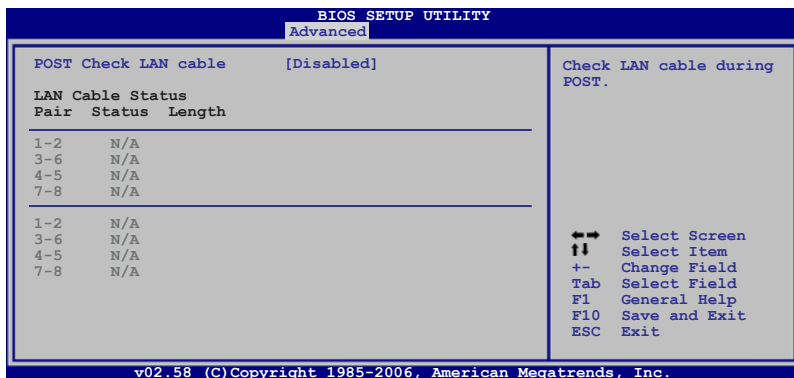 BIOS SETUP UTILITY
Advanced
POST Check LAN cable [Disabled]
LAN Cable Status
Pair Status Length
1-2 N/A
3-6 N/A
4-5 N/A
7-8 N/A
1-2 N/A
3-6 N/A
4-5 N/A
7-8 N/A
Check LAN cable during
POST.
Select Screen
Select Item
+- Change Field
Tab Select Field
F1 General Help
F10 Save and Exit
ESC Exit
v02.58 (C)Copyright 1985-2006, American Megatrends, Inc.